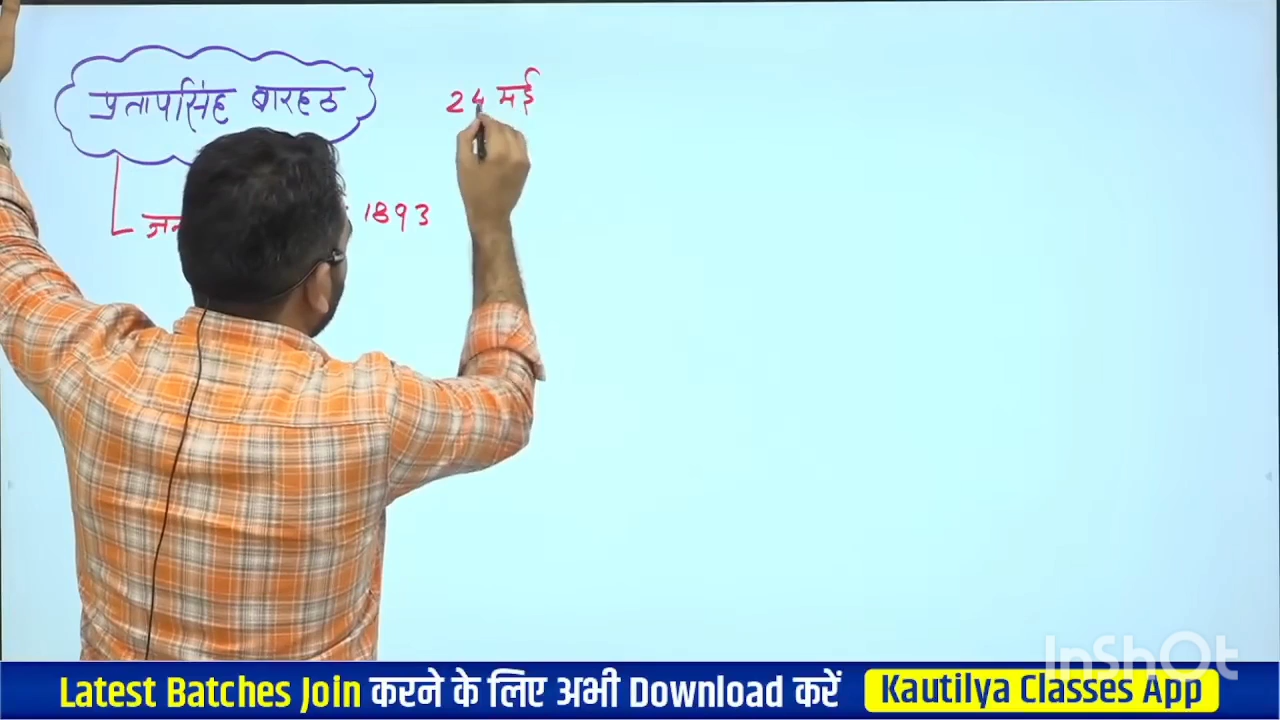 प्रतापसिंह बारहठ
24 मई
1893
Latest Batches Join करने के लिए अभी Download करें
Kautilya Classes App
InShOt